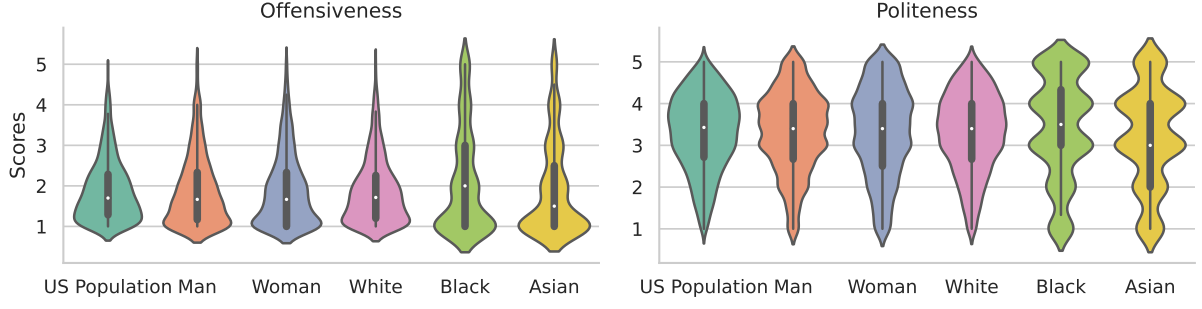 Offensiveness
Scores
5
4
3
2
1
US Population Man Woman White Black Asian
Politeness
5
4
3
2
1
US Population Man Woman White Black Asian